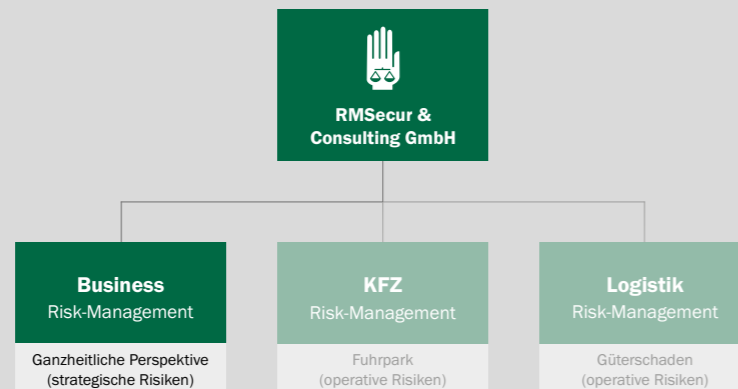 RMSecur &
Consulting GmbH
Business
Risk-Management
KFZ
Risk-Management
Logistik
Risk-Management
Ganzheitliche Perspektive
(strategische Risiken)
Fuhrpark
(operative Risiken)
Güterschaden
(operative Risiken)